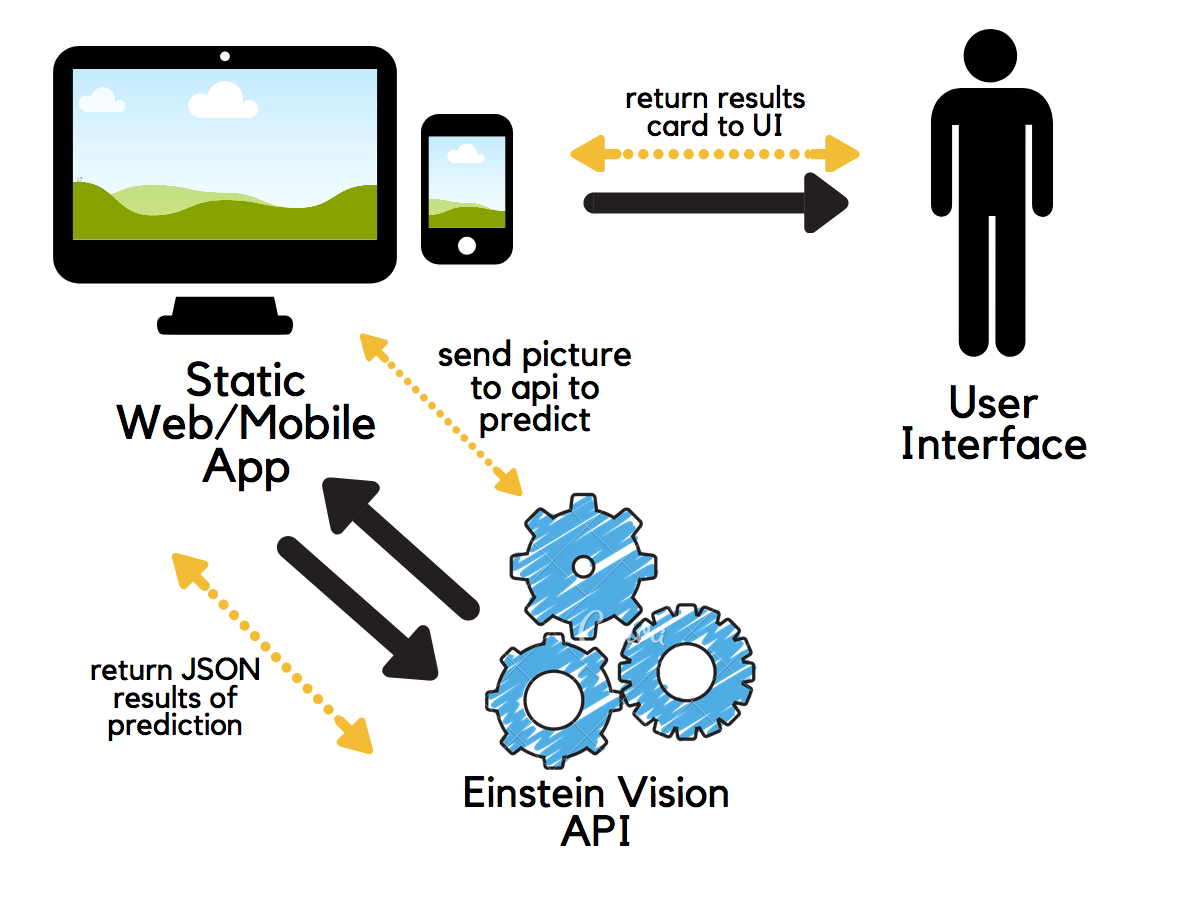 return results
card to UI
send picture
to api to
predict
Static
Web/Mobile
App
User
Interface
return JSON
results of
prediction
Einstein Vision
API